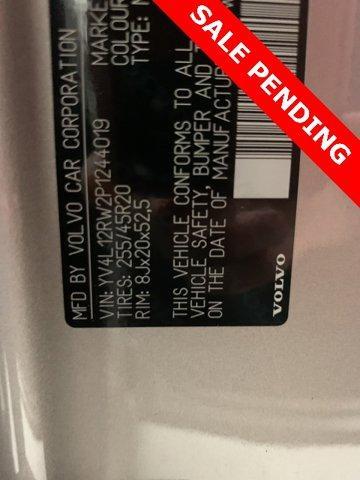 SALE PENDING
MFD BY VOLVO CAR CORPORATION
VIN: YV4L12RW2P1244019 MARKE
TIRES: 255/45R20 COLOUR
RIM: 8JX20x52,5 TYPE:
THIS VEHICLE CONFORMS TO ALL
VEHICLE SAFETY, BUMPER AND
ON THE DATE OF MANUFACTURE
VOLVO